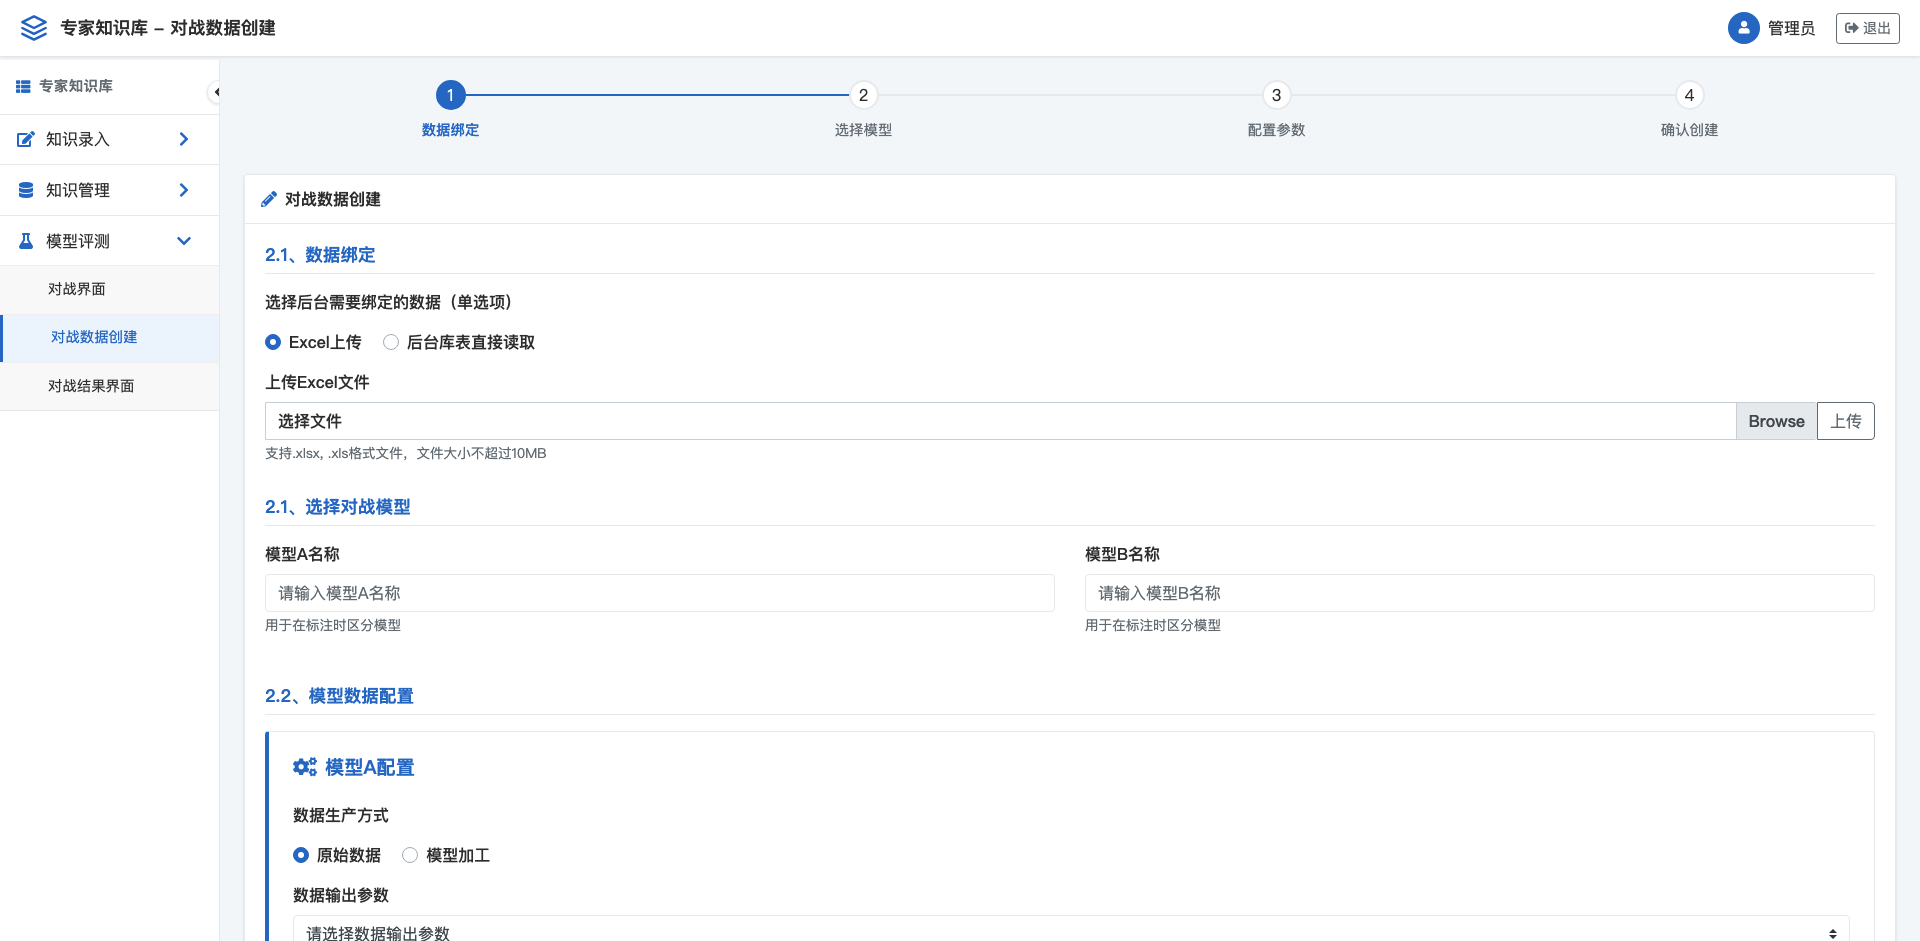 专家知识库 – 对战数据创建
管理员
退出
专家知识库
知识录入
知识管理
模型评测
对战界面
对战数据创建
对战结果界面
1
2
3
4
数据绑定
选择模型
配置参数
确认创建
对战数据创建
2.1、数据绑定
选择后台需要绑定的数据（单选项）
Excel上传
后台库表直接读取
上传Excel文件
选择文件
Browse
上传
支持.xlsx, .xls格式文件，文件大小不超过10MB
2.1、选择对战模型
模型A名称
模型B名称
请输入模型A名称
请输入模型B名称
用于在标注时区分模型
用于在标注时区分模型
2.2、模型数据配置
模型A配置
数据生产方式
原始数据
模型加工
数据输出参数
请选择数据输出参数